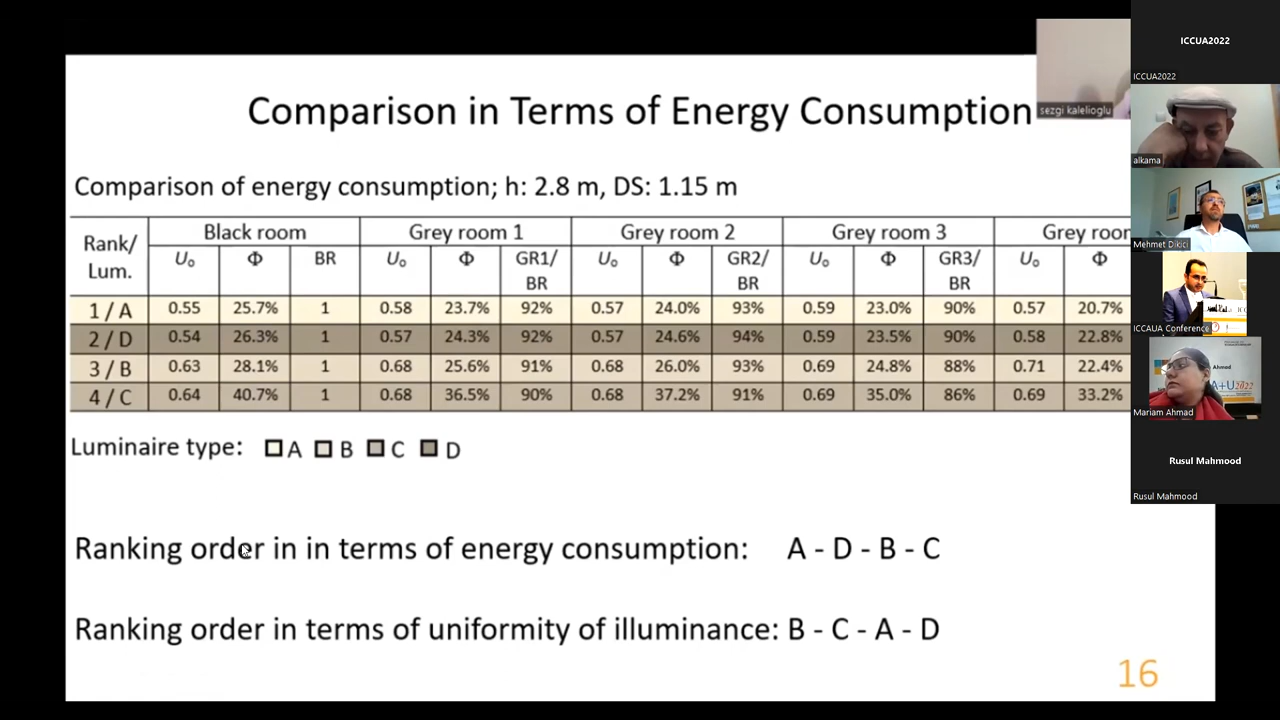 Comparison in Terms of Energy Consumption
Comparison of energy consumption; h: 2.8 m, DS: 1.15 m
Rank/ Lum. Black room Grey room 1 Grey room 2 Grey room 3 Grey roor
Uo Φ BR Uo Φ GR1/ BR Uo Φ GR2/ BR Uo Φ GR3/ BR Uo Φ
1 / A 0.55 25.7% 1 0.58 23.7% 92% 0.57 24.0% 93% 0.59 23.0% 90% 0.57 20.7%
2 / D 0.54 26.3% 1 0.57 24.3% 92% 0.57 24.6% 94% 0.59 23.5% 90% 0.58 22.8%
3 / B 0.63 28.1% 1 0.68 25.6% 91% 0.68 26.0% 93% 0.69 24.8% 88% 0.71 22.4%
4 / C 0.64 40.7% 1 0.68 36.5% 90% 0.68 37.2% 91% 0.69 35.0% 86% 0.69 33.2%
Luminaire type: A B C D
Ranking order in in terms of energy consumption: A - D - B - C
Ranking order in terms of uniformity of illuminance: B - C - A - D
16
sezgi kalelioglu
ICCUA2022
ICCUA2022
alkama
Mehmet Dikici
ICCAUA Conference
Ahmad
A+U2022
Mariam Ahmad
Rusul Mahmood
Rusul Mahmood